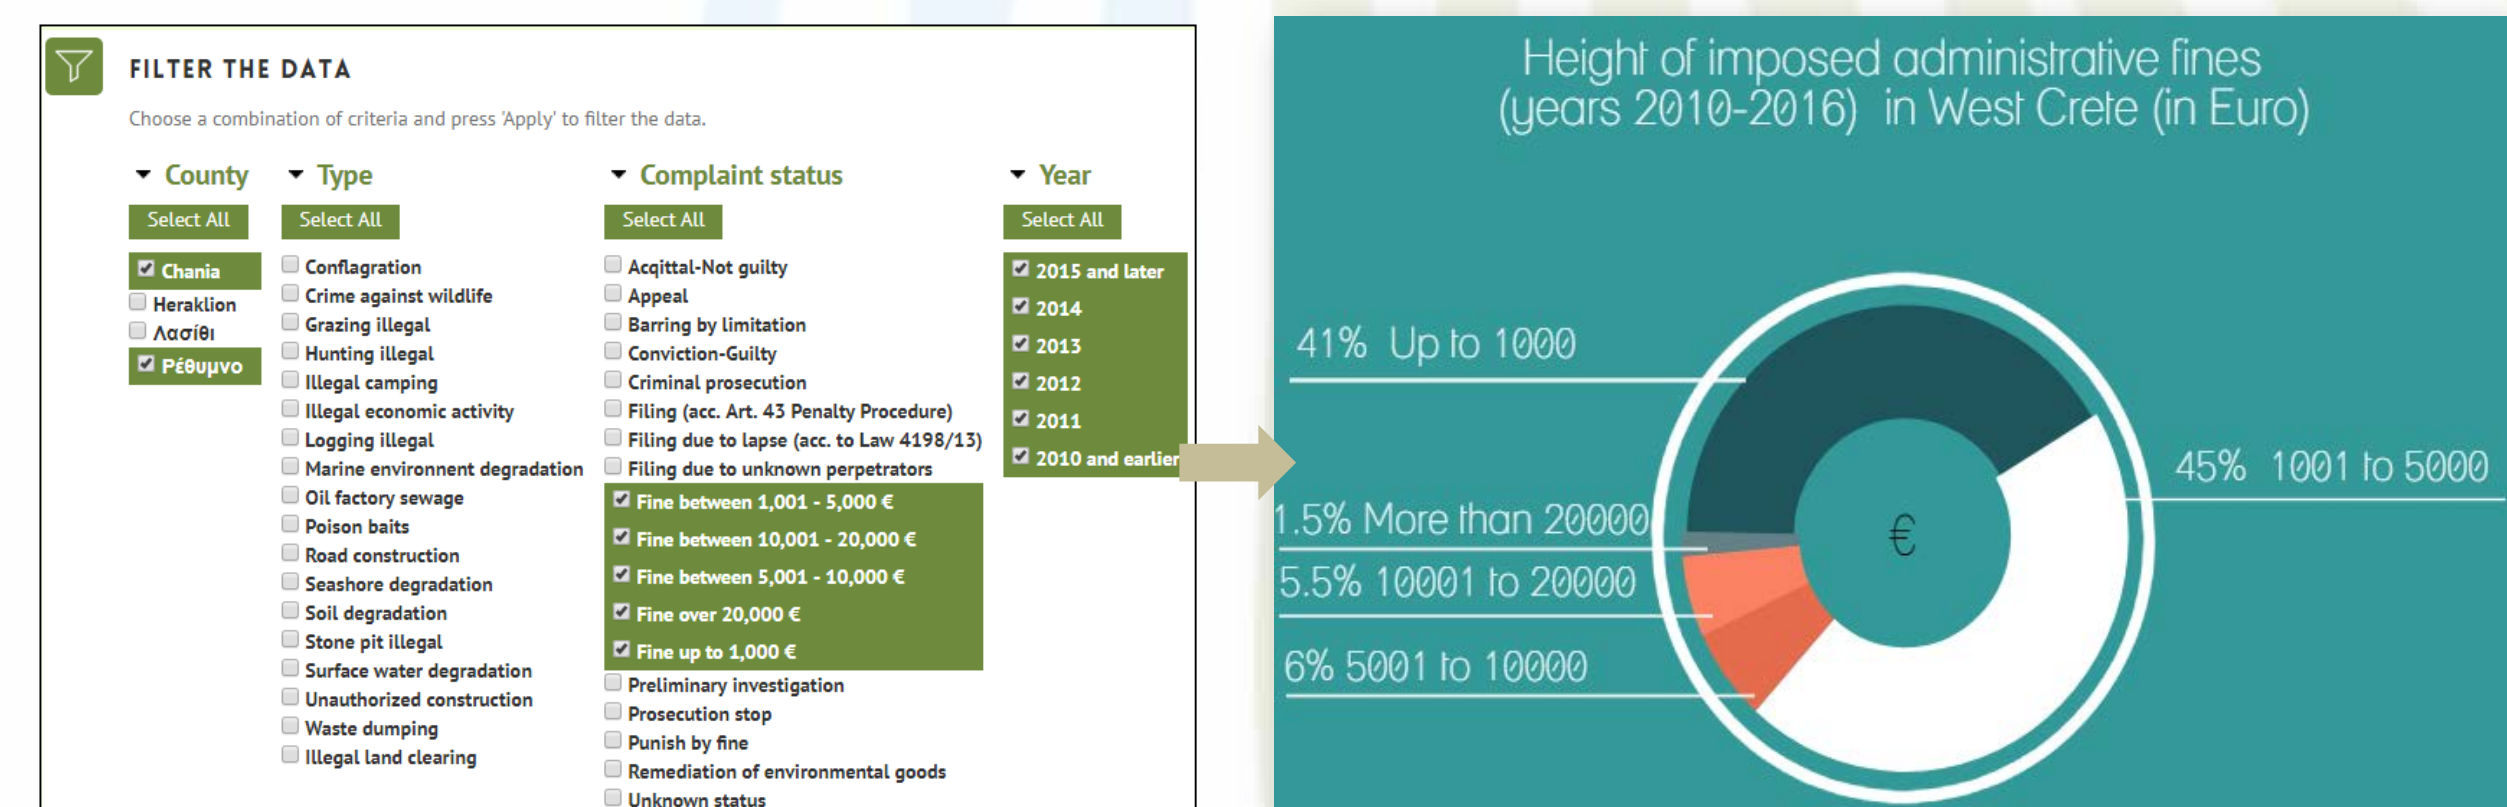 FILTER THE DATA
Choose a combination of criteria and press 'Apply' to filter the data.
County
Select All
Chania
Heraklion
Λασίθι
Ρέθυμνο
Type
Select All
Conflagration
Crime against wildlife
Grazing illegal
Hunting illegal
Illegal camping
Illegal economic activity
Logging illegal
Marine environnent degradation
Oil factory sewage
Poison baits
Road construction
Seashore degradation
Soil degradation
Stone pit illegal
Surface water degradation
Unauthorized construction
Waste dumping
Illegal land clearing
Complaint status
Select All
Acqittal-Not guilty
Appeal
Barring by limitation
Conviction-Guilty
Criminal prosecution
Filing (acc. Art. 43 Penalty Procedure)
Filing due to lapse (acc. to Law 4198/13)
Filing due to unknown perpetrators
Fine between 1,001 - 5,000 €
Fine between 10,001 - 20,000 €
Fine between 5,001 - 10,000 €
Fine over 20,000 €
Fine up to 1,000 €
Preliminary investigation
Prosecution stop
Punish by fine
Remediation of environmental goods
Unknown status
Year
Select All
2015 and later
2014
2013
2012
2011
2010 and earlier
Height of imposed administrative fines
(years 2010-2016) in West Crete (in Euro)
41% Up to 1000
45% 1001 to 5000
1.5% More than 20000
5.5% 10001 to 20000
6% 5001 to 10000
€